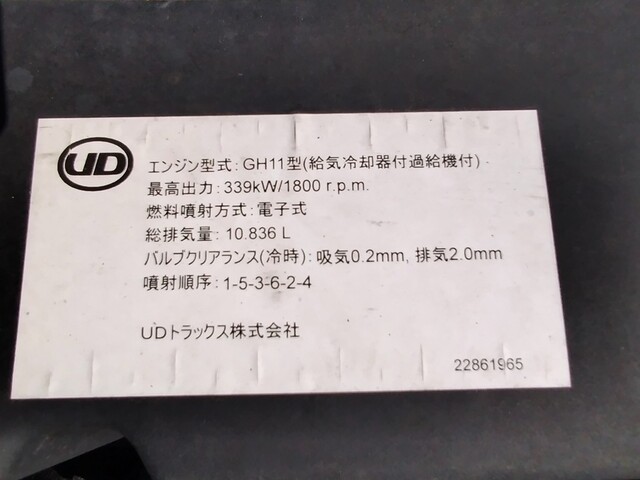 UD
エンジン型式: GH11型(給気冷却器付過給機付)
最高出力: 339kW/1800 r.p.m.
燃料噴射方式: 電子式
総排気量: 10.836 L
バルブクリアランス(冷時): 吸気0.2mm, 排気2.0mm
噴射順序: 1-5-3-6-2-4
UDトラックス株式会社
22861965